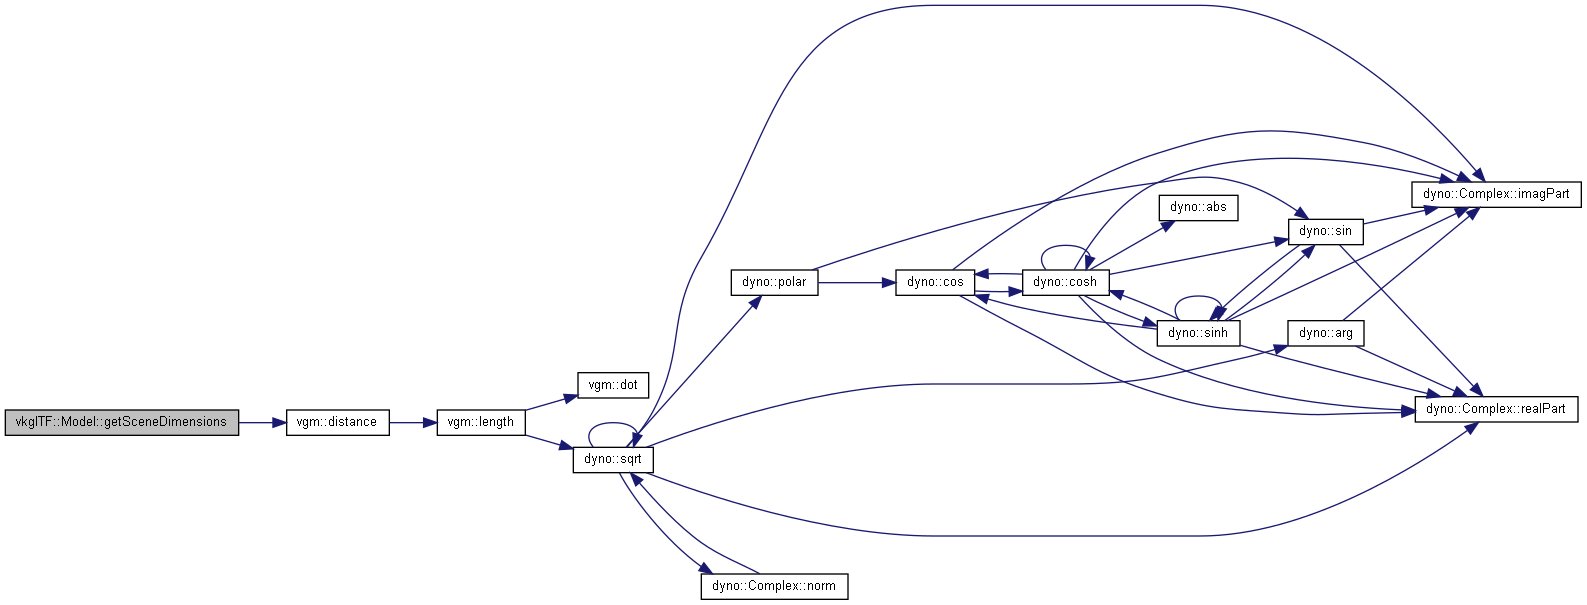 vkglTF::Model::getSceneDimensions
vgm::distance
vgm::length
vgm::dot
dyno::sqrt
dyno::polar
dyno::Complex::norm
dyno::cos
dyno::cosh
dyno::abs
dyno::sinh
dyno::sin
dyno::arg
dyno::Complex::imagPart
dyno::Complex::realPart